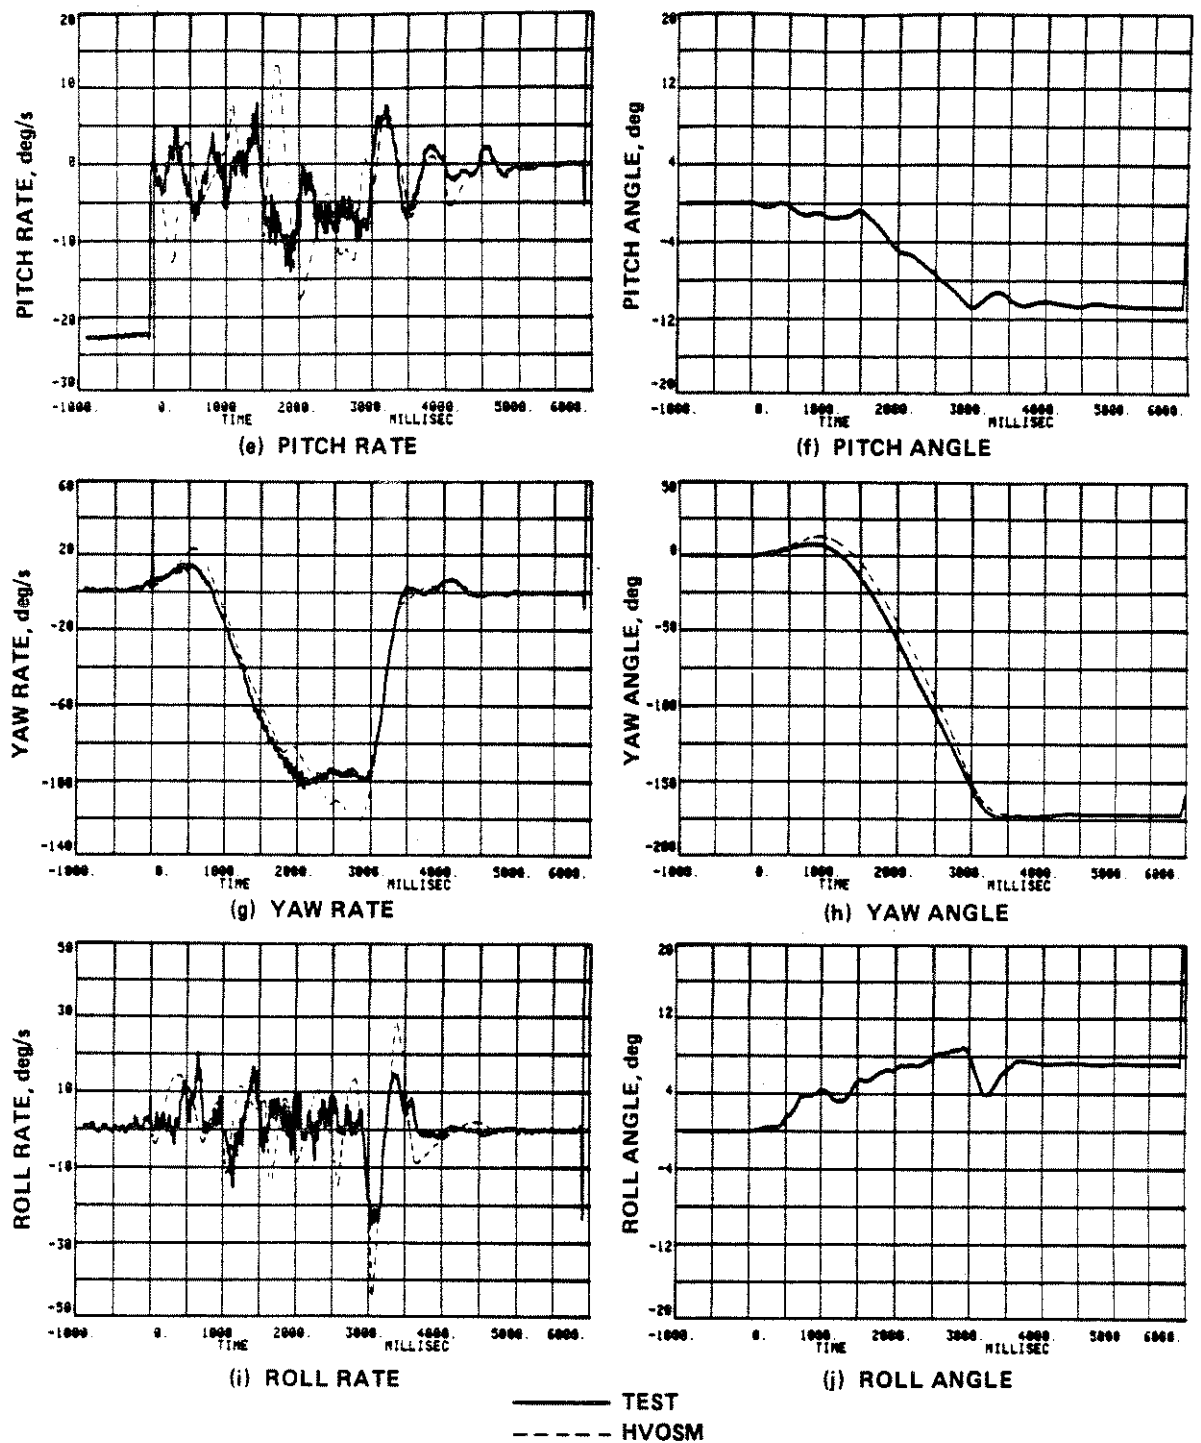 20
10
0
-10
-20
-30
PITCH RATE, deg/s
-1000. 0. 1000. 2000. 3000. 4000. 5000. 6000.
TIME MILLISEC
(e) PITCH RATE
20
12
4
-4
-12
-20
PITCH ANGLE, deg
-1000. 0. 1000. 2000. 3000. 4000. 5000. 6000.
TIME MILLISEC
(f) PITCH ANGLE
60
20
-20
-60
-100
-140
YAW RATE, deg/s
-1000. 0. 1000. 2000. 3000. 4000. 5000. 6000.
TIME MILLISEC
(g) YAW RATE
50
0
-50
-100
-150
-200
YAW ANGLE, deg
-1000. 0. 1000. 2000. 3000. 4000. 5000. 6000.
TIME MILLISEC
(h) YAW ANGLE
50
30
10
-10
-30
-50
ROLL RATE, deg/s
-1000. 0. 1000. 2000. 3000. 4000. 5000. 6000.
TIME MILLISEC
(i) ROLL RATE
20
12
4
-4
-12
-20
ROLL ANGLE, deg
-1000. 0. 1000. 2000. 3000. 4000. 5000. 6000.
TIME MILLISEC
(j) ROLL ANGLE
TEST
HVOSM